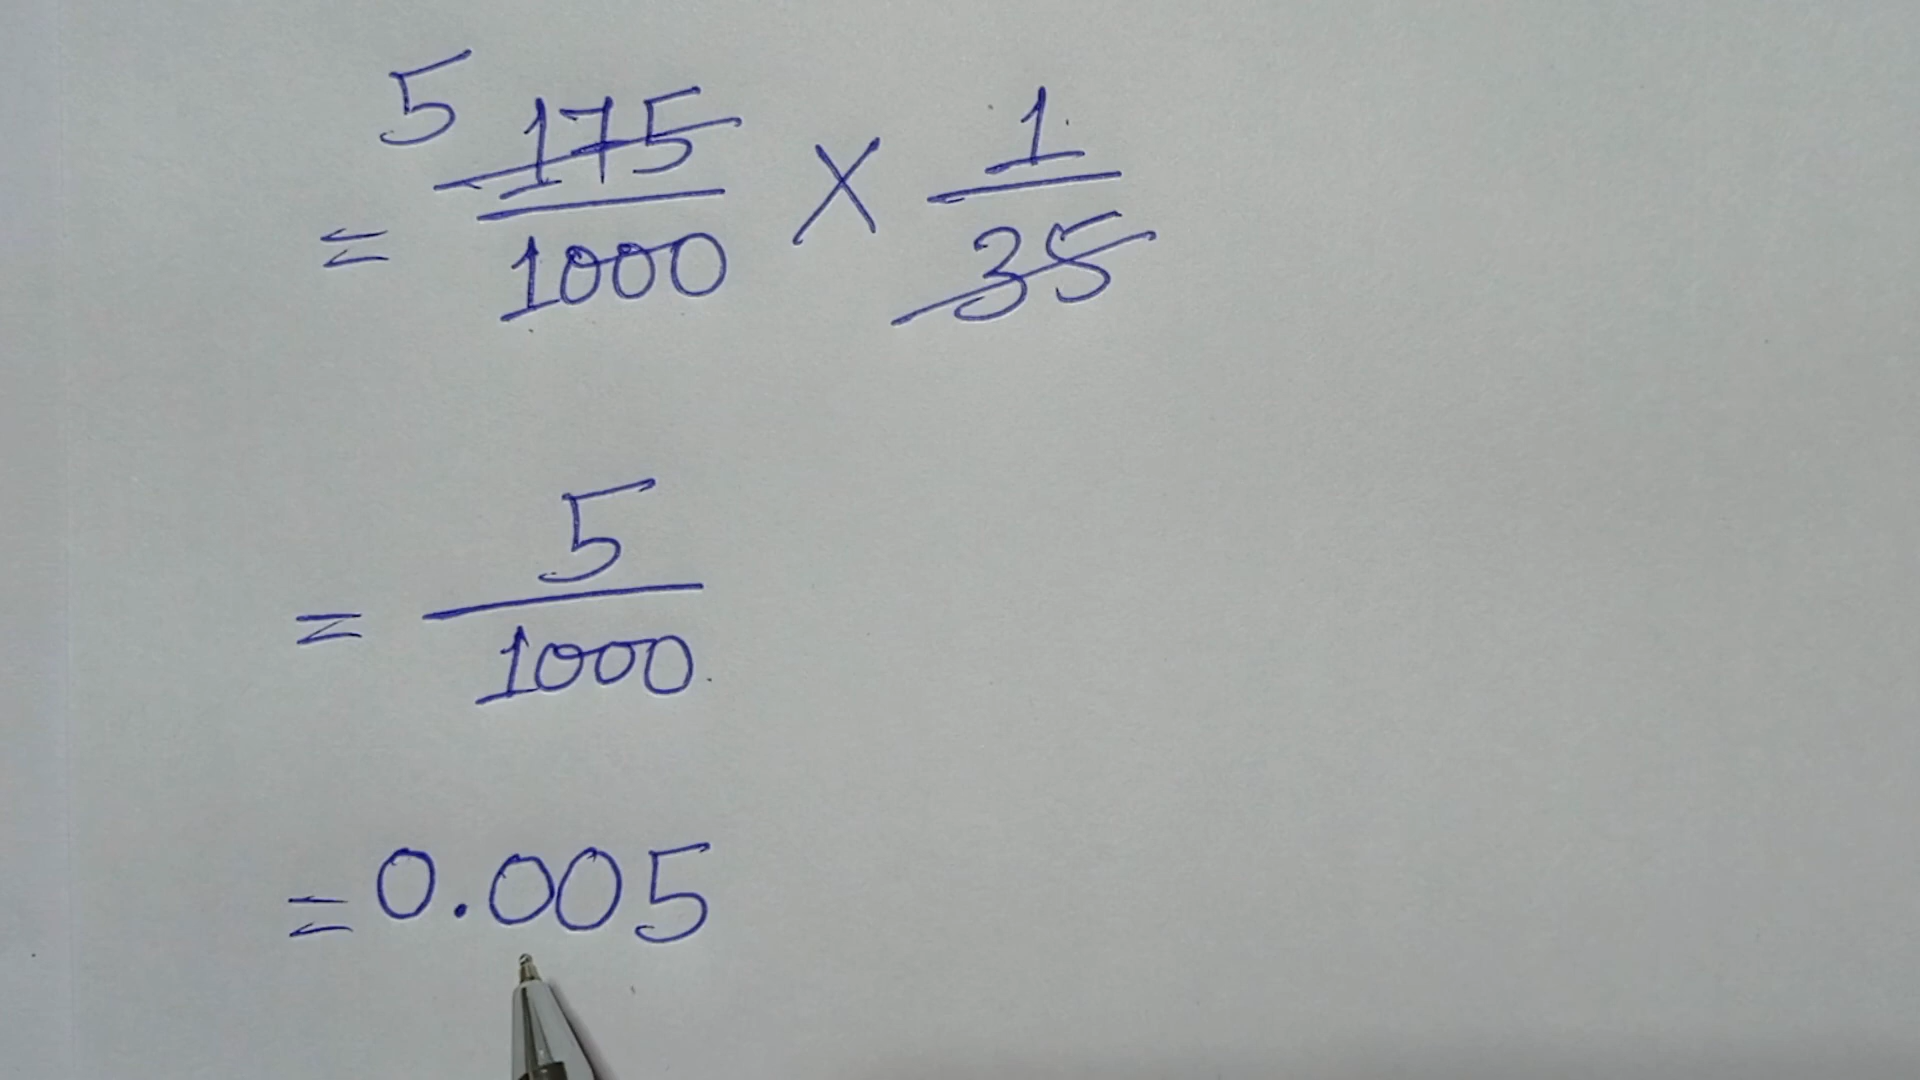 = 5 175/1000 × 1/35
= 5/1000
= 0.005